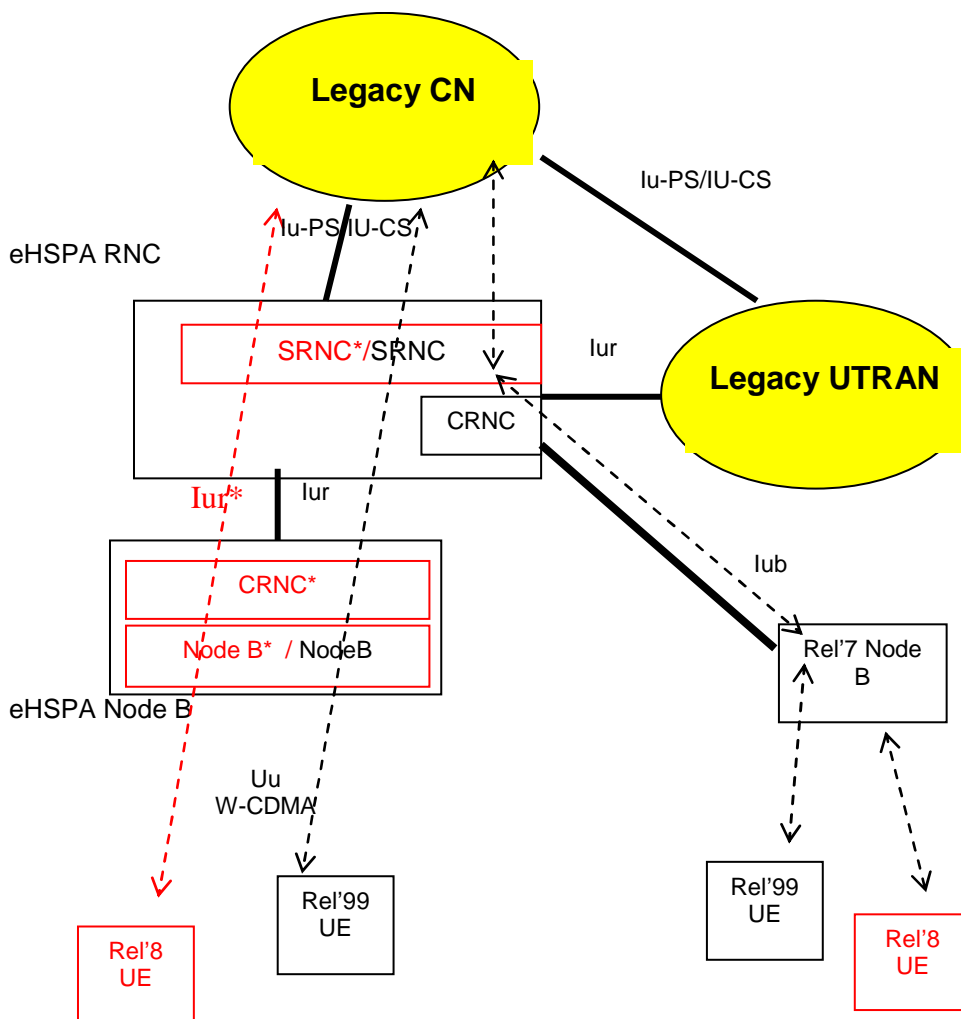 Legacy CN
Iu-PS/IU-CS
Iu-PS/IU-CS
eHSPA RNC
SRNC*/SRNC
Iur
Legacy UTRAN
CRNC
Iur*
Iur
CRNC*
Iub
Node B* / NodeB
Rel’7 Node
B
eHSPA Node B
Uu
W-CDMA
Rel’99
UE
Rel’99
UE
Rel’8
UE
Rel’8
UE